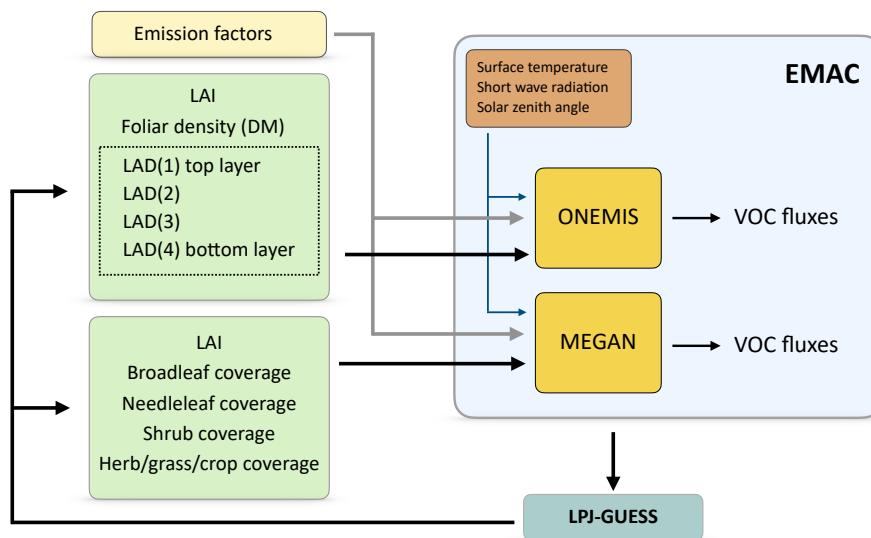 Emission factors
LAI
Foliar density (DM)
LAD(1) top layer
LAD(2)
LAD(3)
LAD(4) bottom layer
LAI
Broadleaf coverage
Needleleaf coverage
Shrub coverage
Herb/grass/crop coverage
EMAC
Surface temperature
Short wave radiation
Solar zenith angle
ONEMIS
VOC fluxes
MEGAN
VOC fluxes
LPJ-GUESS